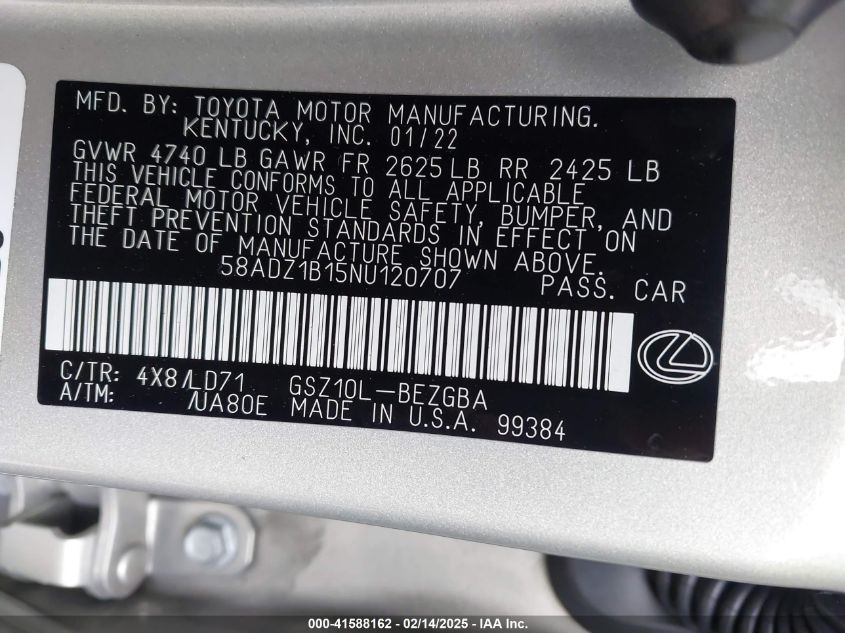 MFD. BY: TOYOTA MOTOR MANUFACTURING.
KENTUCKY, INC. 01/22
GVWR 4740 LB GAWR FR 2625 LB RR 2425 LB
THIS VEHICLE CONFORMS TO ALL APPLICABLE
FEDERAL MOTOR VEHICLE SAFETY, BUMPER, AND
THEFT PREVENTION STANDARDS IN EFFECT ON
THE DATE OF MANUFACTURE SHOWN ABOVE.
58ADZ1B15NU120707 PASS. CAR
C/TR: 4X8/LD71 GSZ10L-BEZGBA
A/TM: /UA80E MADE IN U.S.A. 99384
000-41588162 - 02/14/2025 - IAA Inc.